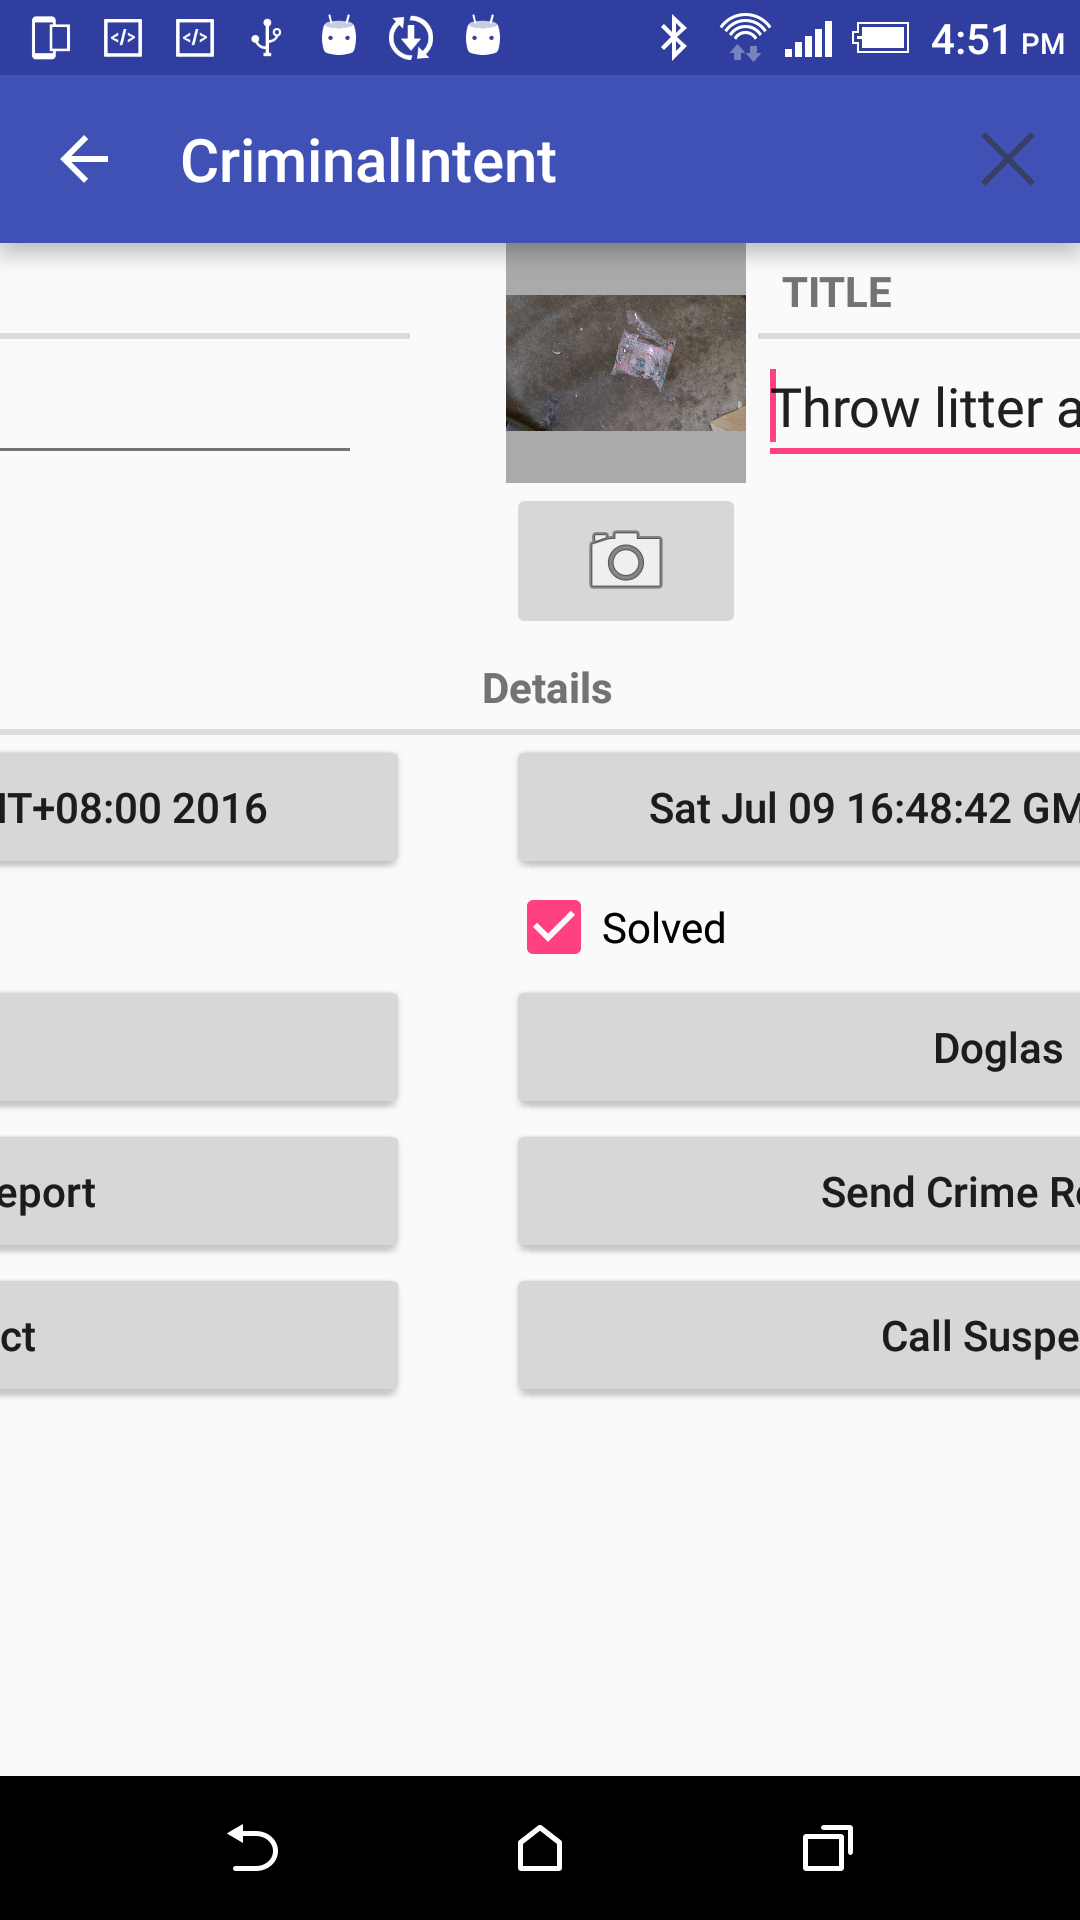 4:51 PM
CriminalIntent
TITLE
Throw litter a
Details
IT+08:00 2016
Sat Jul 09 16:48:42 GM
Solved
Doglas
eport
Send Crime Re
ct
Call Suspe